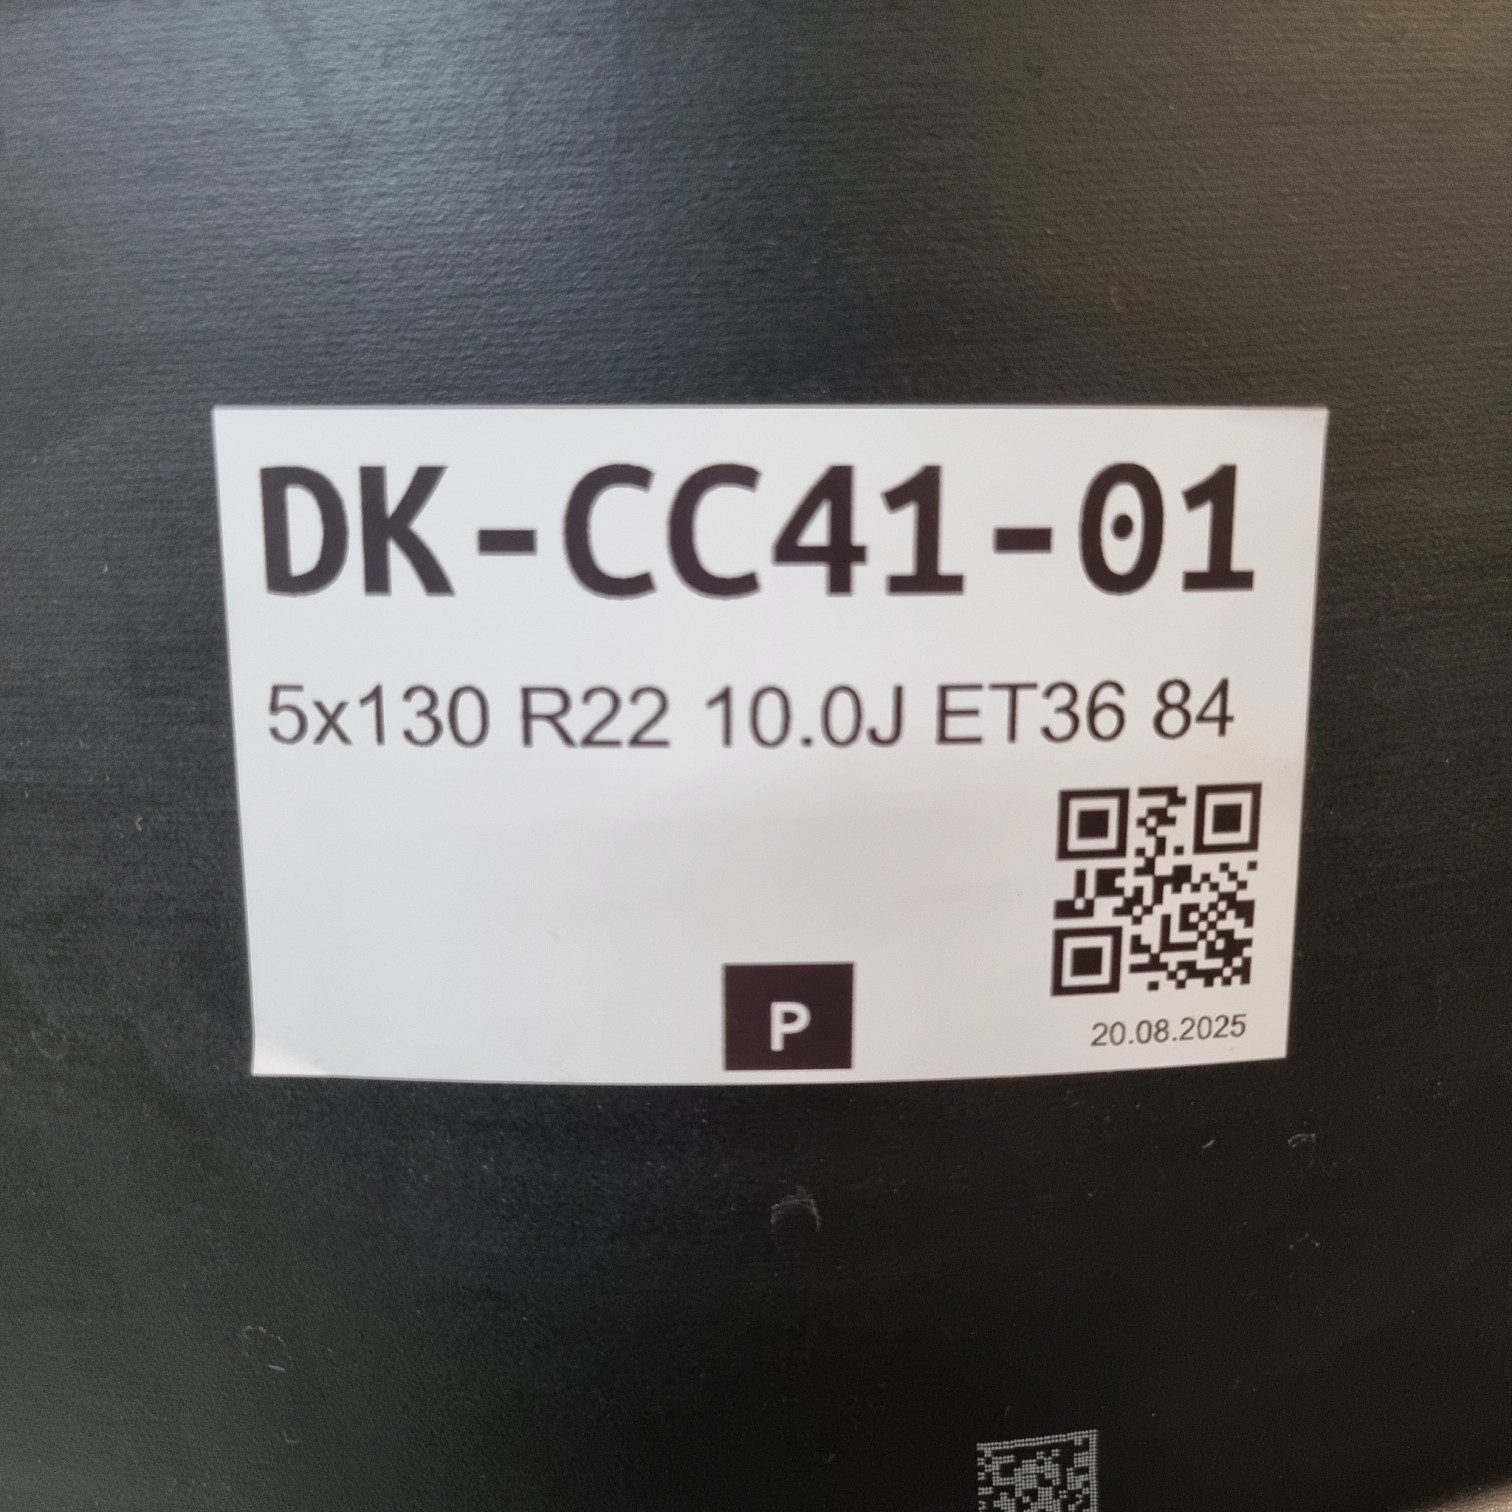 DK-CC41-01
5x130 R22 10.0J ET36 84
P
20.08.2025